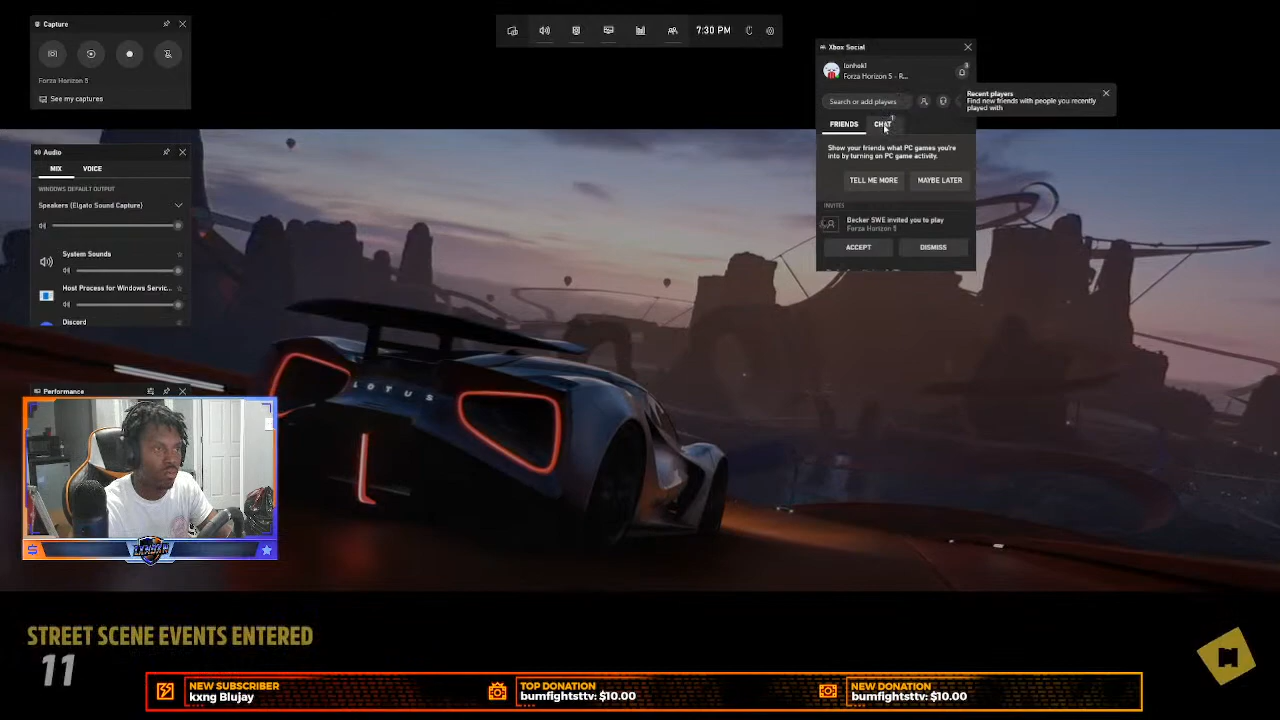 Capture
Forza Horizon 5
See my captures
7:30 PM
Xbox Social
Forza Horizon 5 - R...
3
Search or add players
Recent players
Find new friends with people you recently
played with
FRIENDS
CHAT
1
Show your friends what PC games you're
into by turning on PC game activity.
TELL ME MORE
MAYBE LATER
INVITES
Becker SWE invited you to play
Forza Horizon 5
ACCEPT
DISMISS
Audio
MIX
VOICE
WINDOWS DEFAULT OUTPUT
Speakers (Elgato Sound Capture)
System Sounds
Host Process for Windows Servic...
Discord
Performance
LOTUS
STREET SCENE EVENTS ENTERED
11
NEW SUBSCRIBER
kxng Blujay
TOP DONATION
bumfightsttv: $10.00
NEW DONATION
bumfightsttv: $10.00